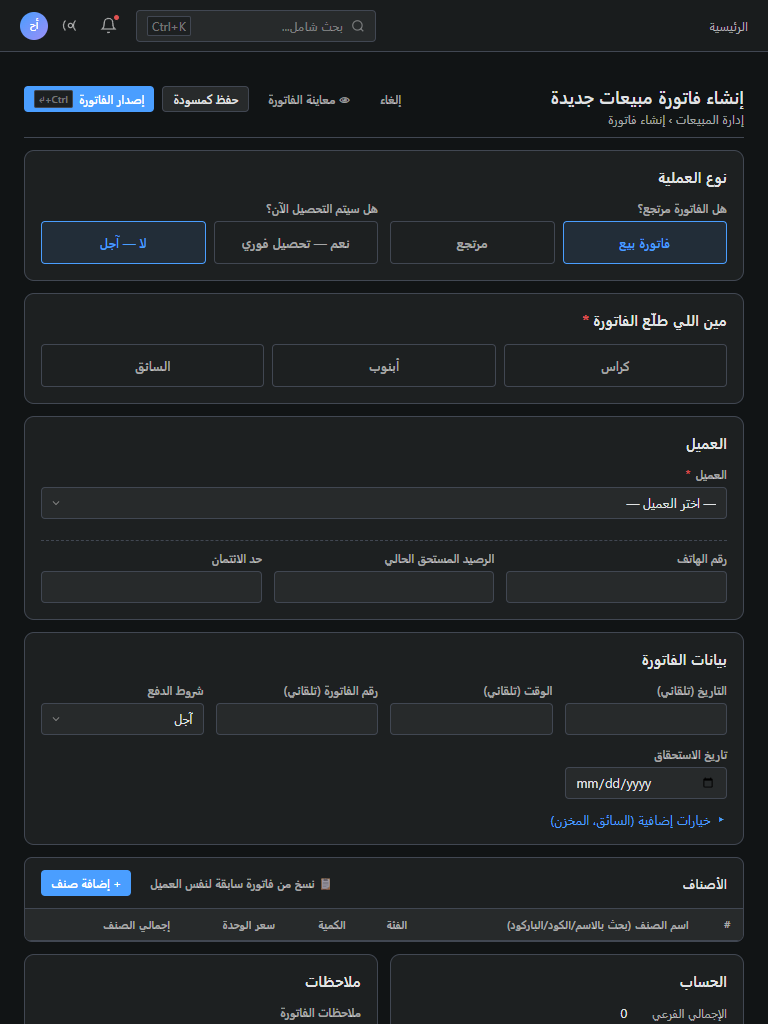 الرئيسية
بحث شامل...
Ctrl+K
أج
إنشاء فاتورة مبيعات جديدة
إدارة المبيعات › إنشاء فاتورة
إلغاء
معاينة الفاتورة
حفظ كمسودة
إصدار الفاتورة Ctrl+↵
نوع العملية
هل الفاتورة مرتجع؟
هل سيتم التحصيل الآن؟
فاتورة بيع
مرتجع
نعم — تحصيل فوري
لا — آجل
مين اللي طلّع الفاتورة *
كراس
أبنوب
السائق
العميل
العميل *
— اختر العميل —
رقم الهاتف
الرصيد المستحق الحالي
حد الائتمان
بيانات الفاتورة
التاريخ (تلقائي)
الوقت (تلقائي)
رقم الفاتورة (تلقائي)
شروط الدفع
آجل
تاريخ الاستحقاق
mm/dd/yyyy
خيارات إضافية (السائق، المخزن)
الأصناف
نسخ من فاتورة سابقة لنفس العميل
+ إضافة صنف
#
اسم الصنف (بحث بالاسم/الكود/الباركود)
الفئة
الكمية
سعر الوحدة
إجمالي الصنف
الحساب
الإجمالي الفرعي
0
ملاحظات
ملاحظات الفاتورة